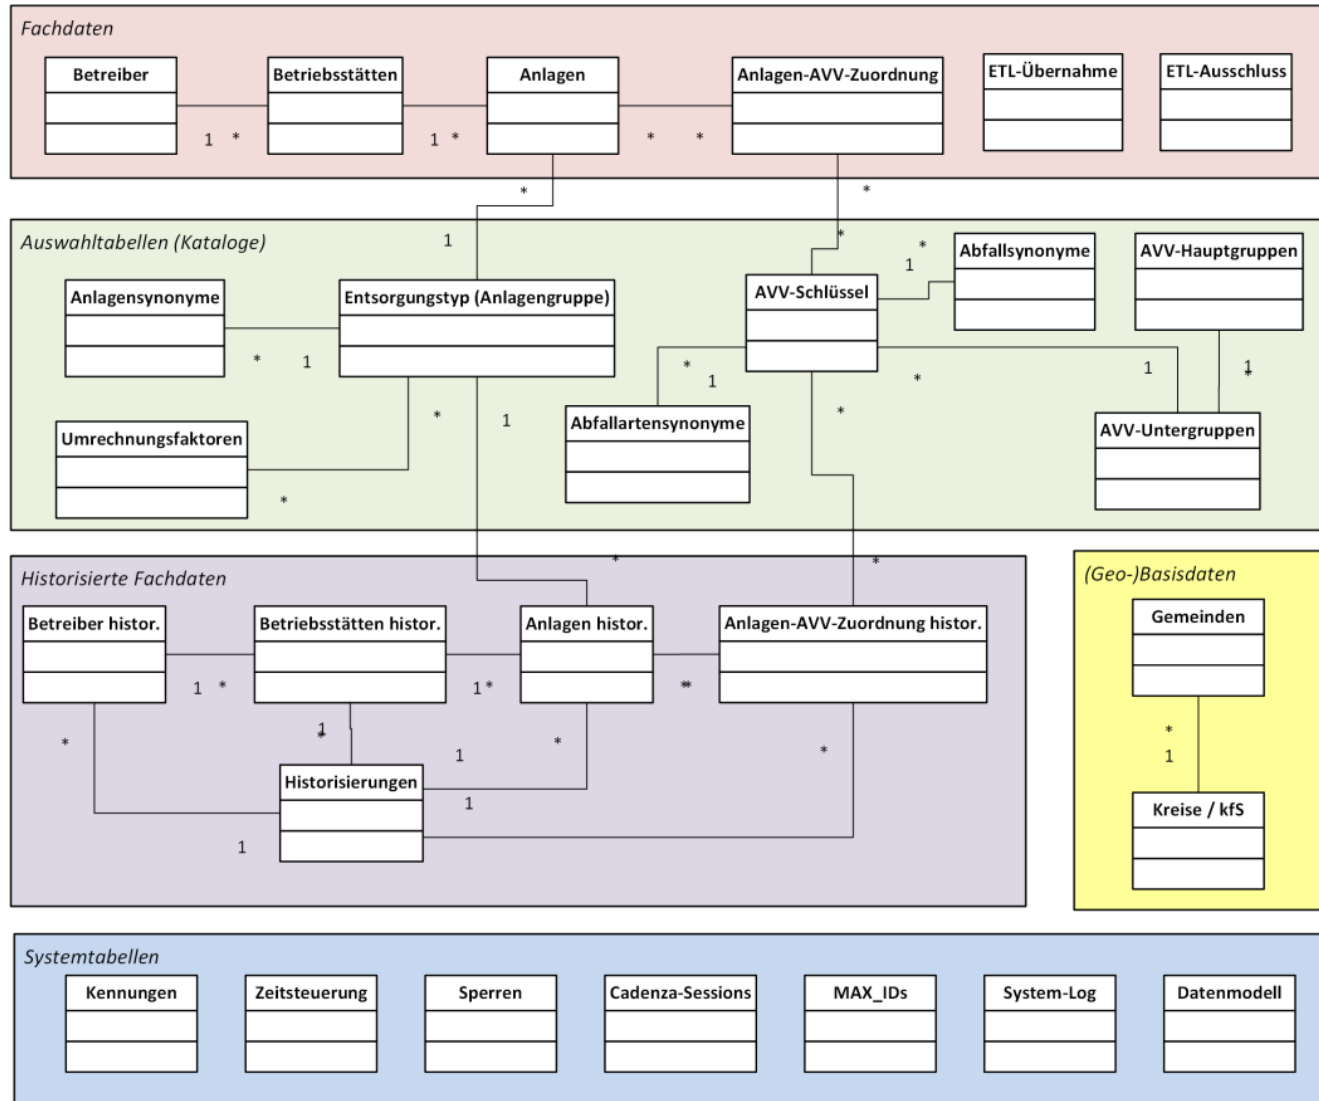 Fachdaten
Betreiber
Betriebsstätten
Anlagen
Anlagen-AVV-Zuordnung
ETL-Übernahme
ETL-Ausschluss
1 *
1 *
* *
* *
1
Auswahltabellen (Kataloge)
* *
1
Abfallsynonyme
AVV-Hauptgruppen
Anlagensynonyme
Entsorgungstyp (Anlagengruppe)
AVV-Schlüssel
* 1
* 1
* 1
1 *
* 1
*
Umrechnungsfaktoren
Abfallartensynonyme
AVV-Untergruppen
*
* *
Historisierte Fachdaten
(Geo-)Basisdaten
Betreiber histor.
Betriebsstätten histor.
Anlagen histor.
Anlagen-AVV-Zuordnung histor.
Gemeinden
1 *
1 *
* *
*
1 *
1
*
*
*
1
Historisierungen
1
1
Kreise / kfS
Systemtabellen
Kennungen
Zeitsteuerung
Sperren
Cadenza-Sessions
MAX_IDs
System-Log
Datenmodell